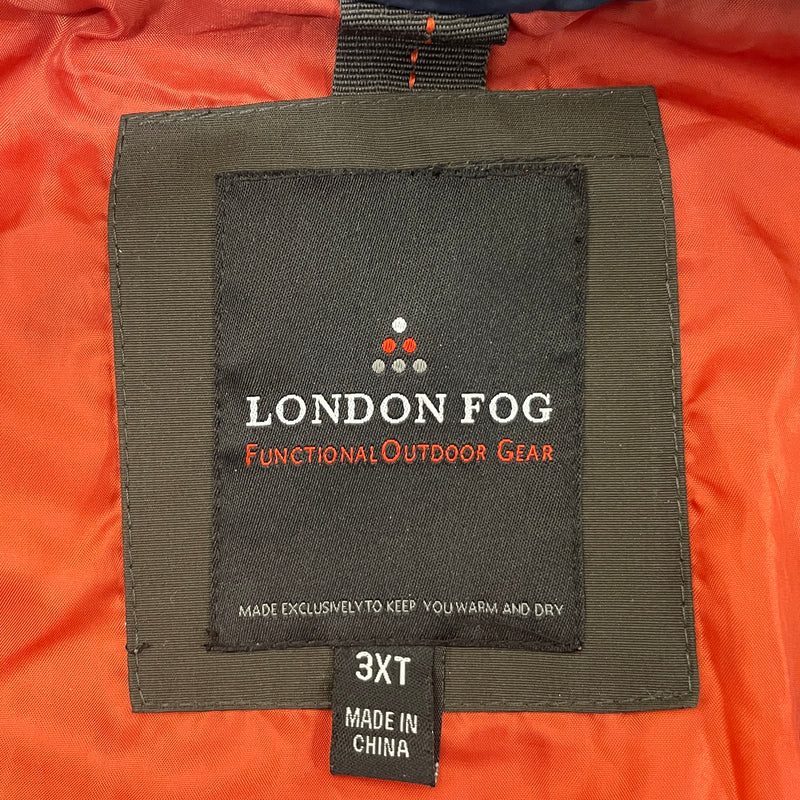 LONDON FOG
FUNCTIONAL OUTDOOR GEAR
MADE EXCLUSIVELY TO KEEP YOU WARM AND DRY
3XT
MADE IN
CHINA